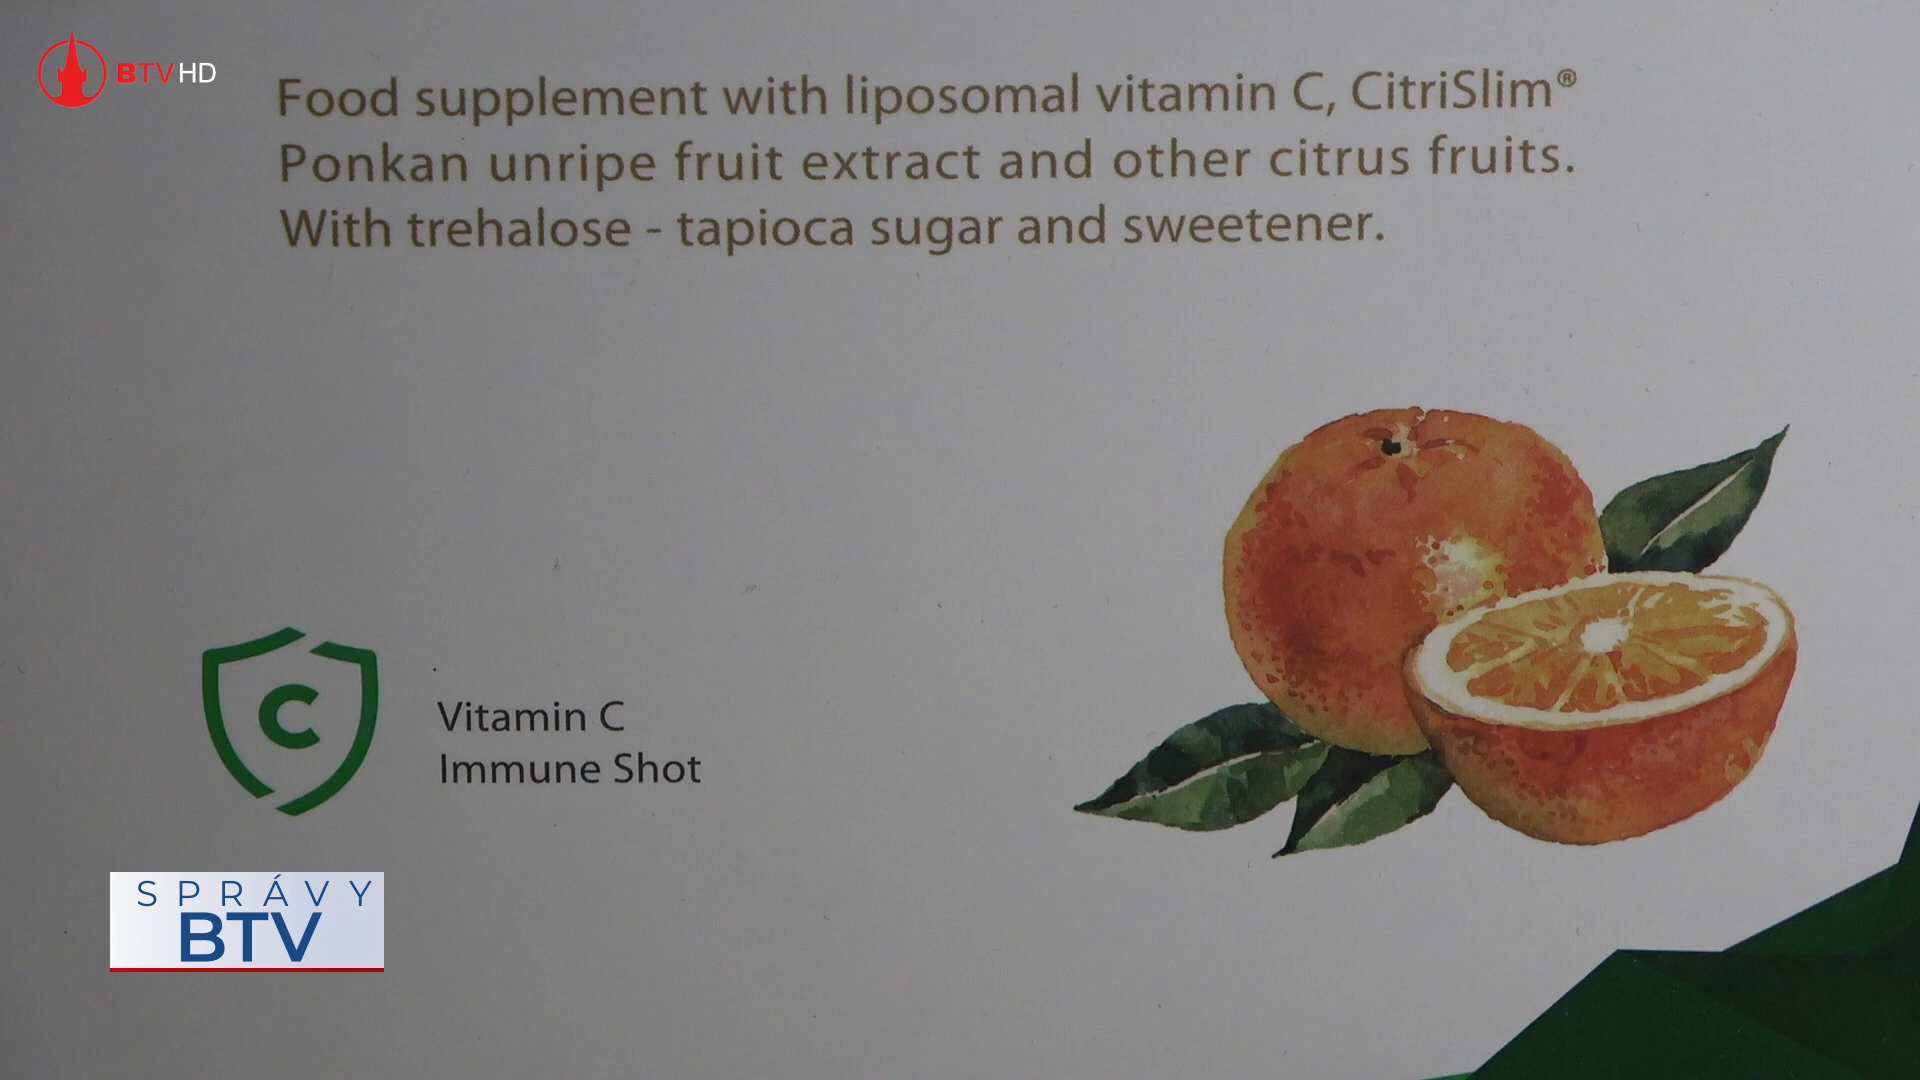 BTV HD
Food supplement with liposomal vitamin C, CitriSlim®
Ponkan unripe fruit extract and other citrus fruits.
With trehalose - tapioca sugar and sweetener.
C
Vitamin C
Immune Shot
SPRÁVY
BTV